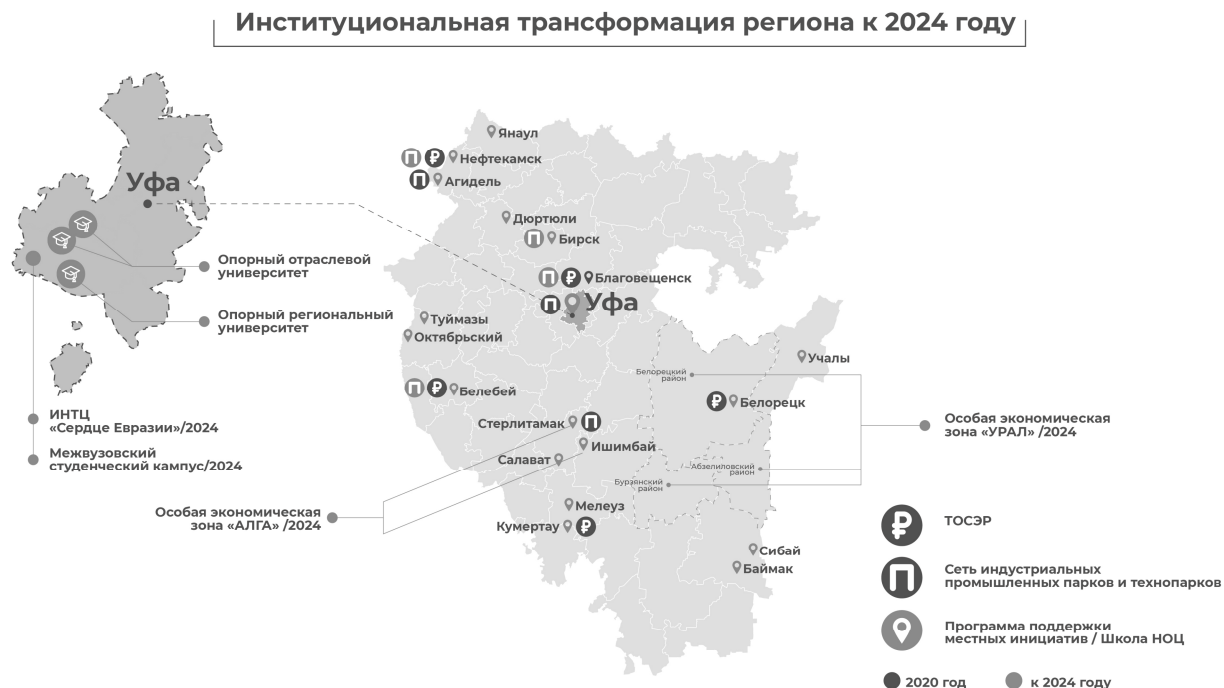 Институциональная трансформация региона к 2024 году
Уфа
Опорный отраслевой
университет
Опорный региональный
университет
ИНТЦ
«Сердце Евразии»/2024
Межвузовский
студенческий кампус/2024
Янаул
П ₽ Нефтекамск
П Агидель
Дюртюли
П Бирск
П ₽ Благовещенск
П Уфа
Туймазы
Октябрьский
П ₽ Белебей
Учалы
Белорецкий
район
₽ Белорецк
Стерлитамак П
Ишимбай
Салават
Абзелиловский
район
Бурзянский
район
Мелеуз
Кумертау ₽
Сибай
Баймак
Особая экономическая
зона «АЛГА» /2024
Особая экономическая
зона «УРАЛ» /2024
₽ ТОСЭР
П Сеть индустриальных
промышленных парков и технопарков
Программа поддержки
местных инициатив / Школа НОЦ
2020 год
к 2024 году